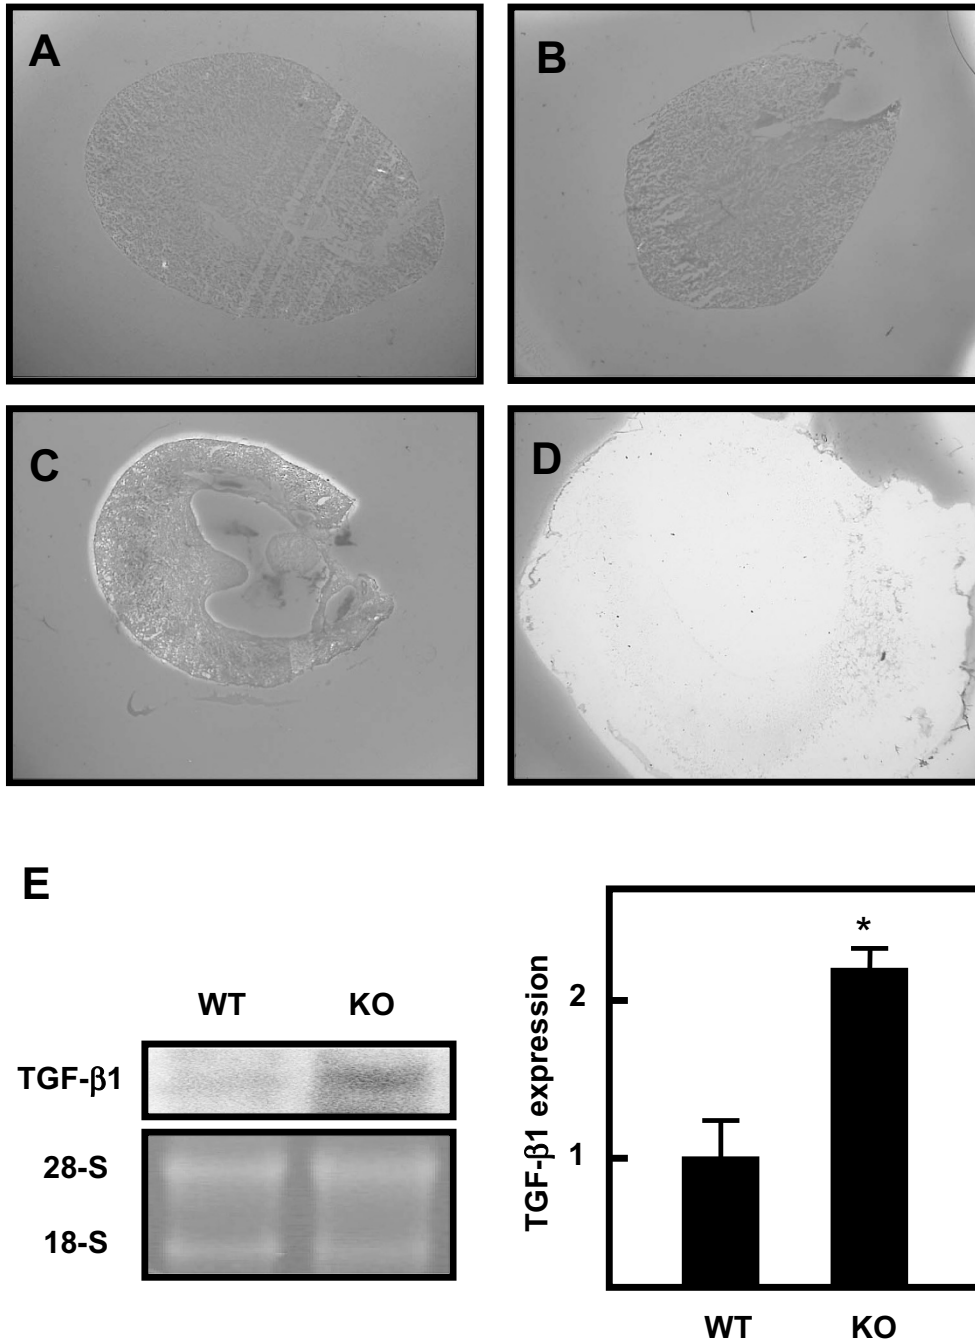 A
B
C
D
E
WT KO
TGF-β1
28-S
18-S
TGF-β1 expression
2
1
*
WT KO